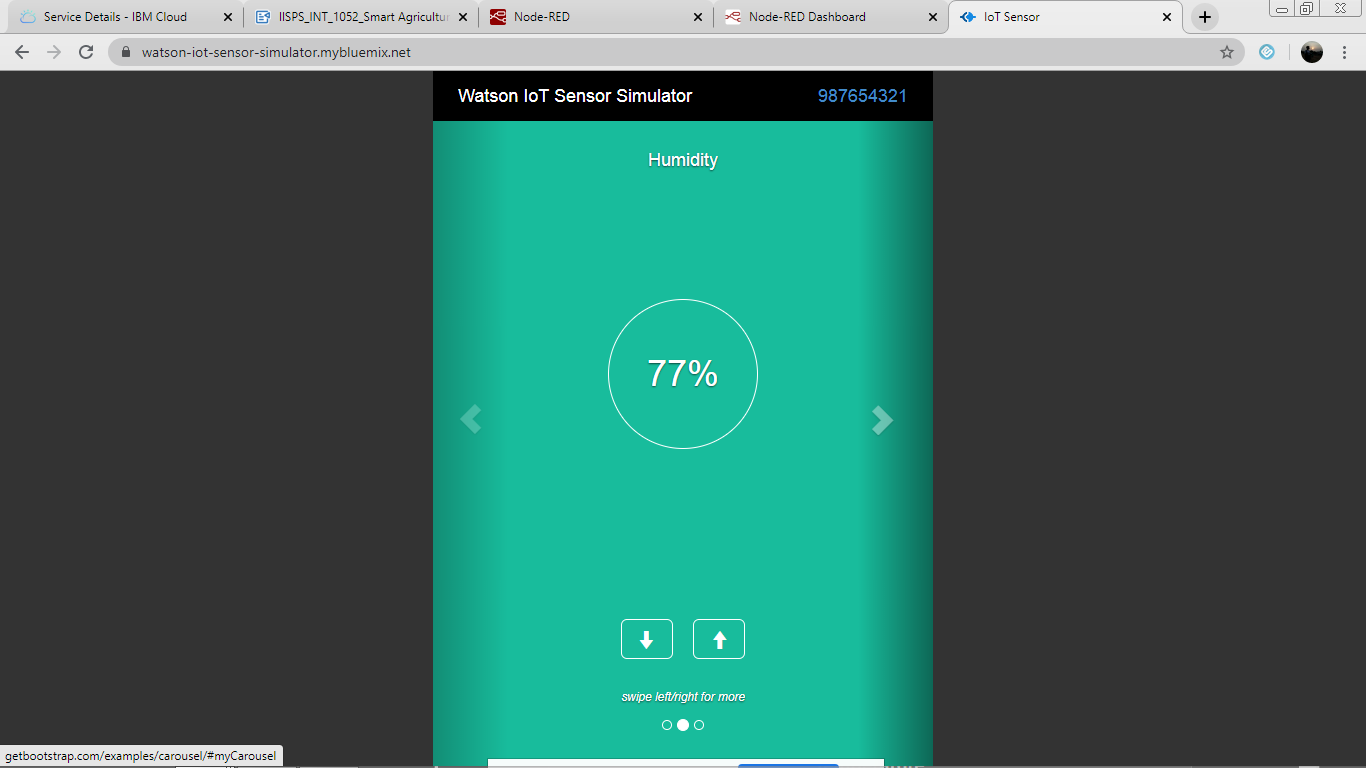 Service Details - IBM Cloud
IISPS_INT_1052_Smart Agricultur
Node-RED
Node-RED Dashboard
IoT Sensor
watson-iot-sensor-simulator.mybluemix.net
Watson IoT Sensor Simulator
987654321
Humidity
77%
swipe left/right for more
getbootstrap.com/examples/carousel/#myCarousel